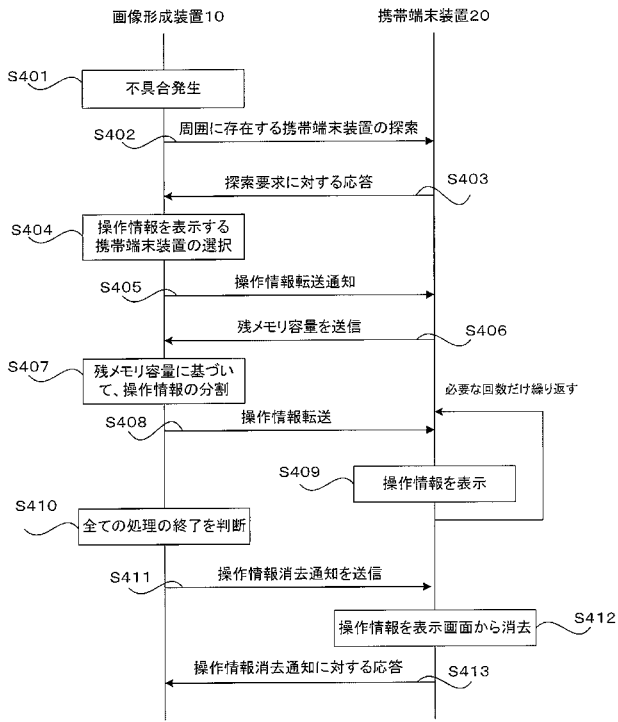 画像形成装置10
携帯端末装置20
S401
不具合発生
S402
周囲に存在する携帯端末装置の探索
探索要求に対する応答
S403
S404
操作情報を表示する
携帯端末装置の選択
S405
操作情報転送通知
残メモリ容量を送信
S406
S407
残メモリ容量に基づい
て、操作情報の分割
必要な回数だけ繰り返す
S408
操作情報転送
S409
操作情報を表示
S410
全ての処理の終了を判断
S411
操作情報消去通知を送信
操作情報を表示画面から消去
S412
操作情報消去通知に対する応答
S413